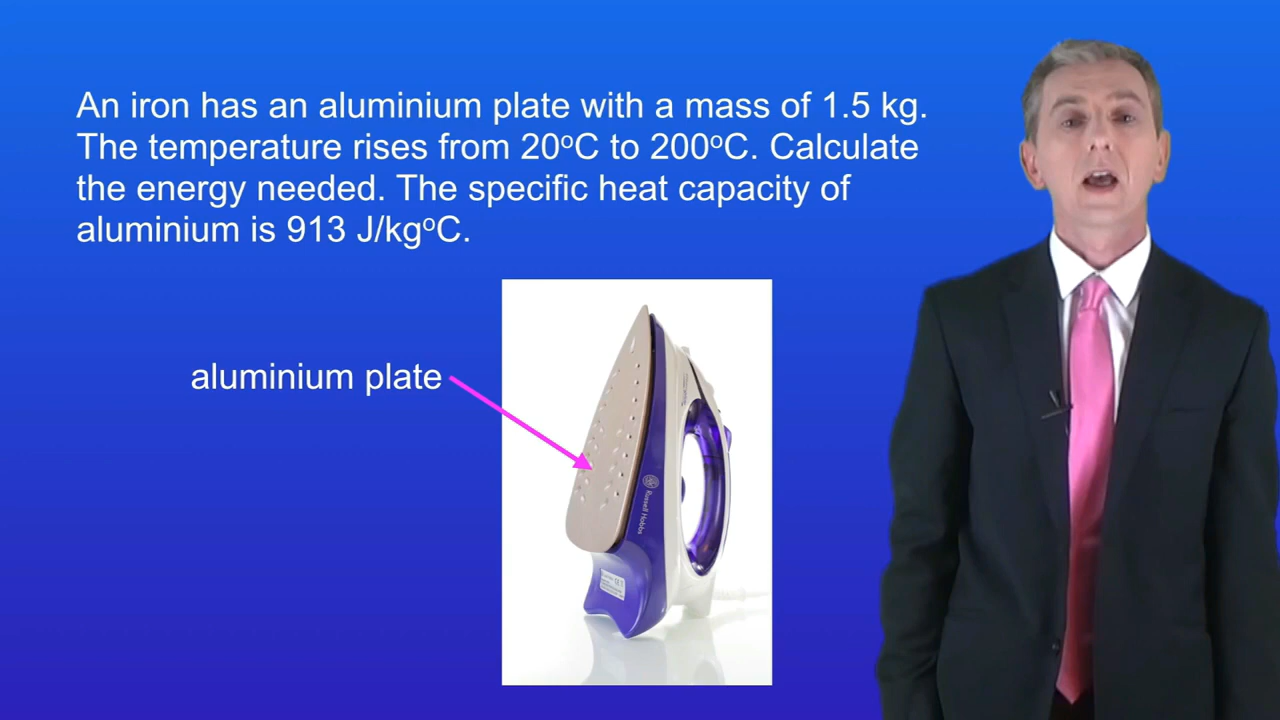 An iron has an aluminium plate with a mass of 1.5 kg.
The temperature rises from 20ºC to 200ºC. Calculate
the energy needed. The specific heat capacity of
aluminium is 913 J/kgºC.
aluminium plate
Russell Hobbs